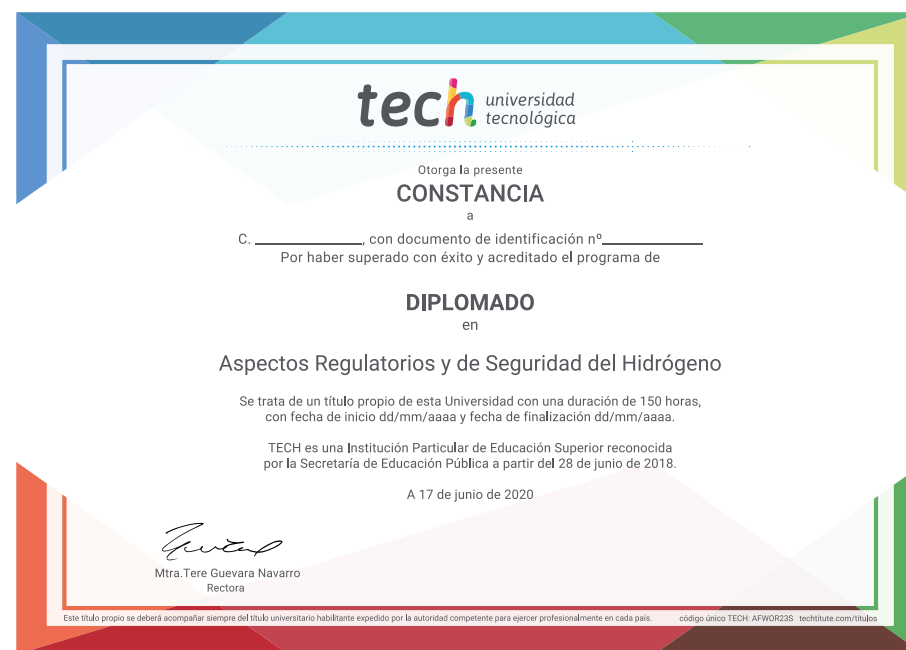 tech universidad
tecnológica
Otorga la presente
CONSTANCIA
a
C. ____________, con documento de identificación nº____________
Por haber superado con éxito y acreditado el programa de
DIPLOMADO
en
Aspectos Regulatorios y de Seguridad del Hidrógeno
Se trata de un título propio de esta Universidad con una duración de 150 horas,
con fecha de inicio dd/mm/aaaa y fecha de finalización dd/mm/aaaa.
TECH es una Institución Particular de Educación Superior reconocida
por la Secretaría de Educación Pública a partir del 28 de junio de 2018.
A 17 de junio de 2020
Mtra.Tere Guevara Navarro
Rectora
Este título propio se deberá acompañar siempre del título universitario habilitante expedido por la autoridad competente para ejercer profesionalmente en cada país. código único TECH: AFWOR23S techtitute.com/titulos